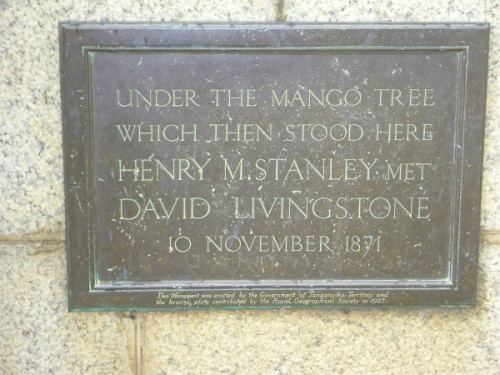 UNDER THE MANGO TREE
WHICH THEN STOOD HERE
HENRY M. STANLEY MET
DAVID LIVINGSTONE
10 NOVEMBER 1871
This Monument was erected by the Government of Tanganyika Territory and
the bronze plate contributed by the Royal Geographical Society in 1927.